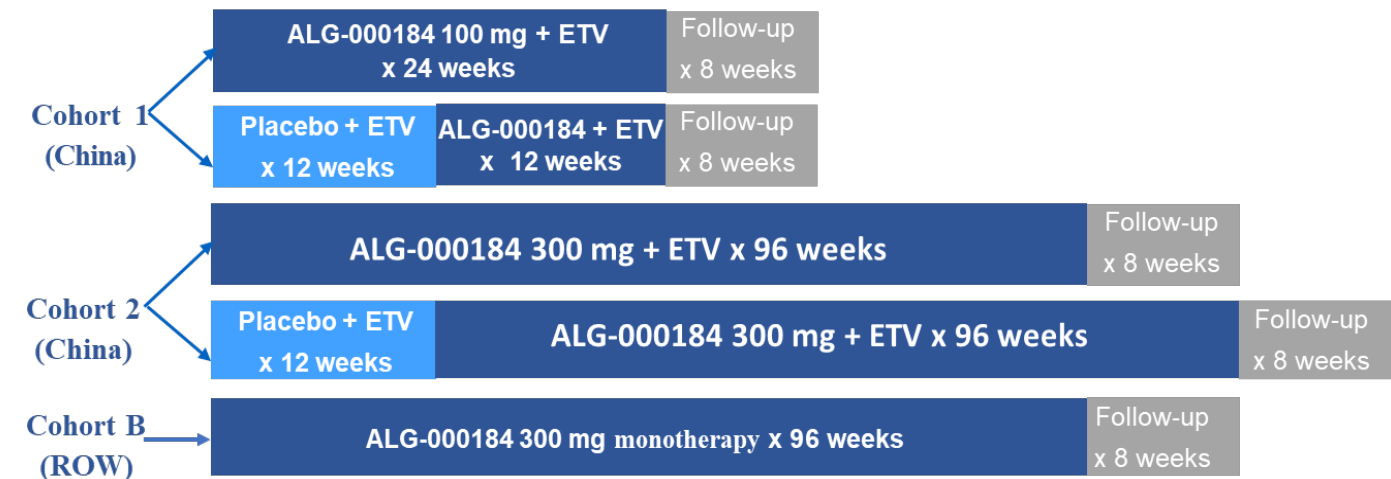 ALG-000184 100 mg + ETV
x 24 weeks
Follow-up
x 8 weeks
Cohort 1
(China)
Placebo + ETV
x 12 weeks
ALG-000184 + ETV
x 12 weeks
Follow-up
x 8 weeks
ALG-000184 300 mg + ETV x 96 weeks
Follow-up
x 8 weeks
Cohort 2
(China)
Placebo + ETV
x 12 weeks
ALG-000184 300 mg + ETV x 96 weeks
Follow-up
x 8 weeks
Cohort B
(ROW)
ALG-000184 300 mg monotherapy x 96 weeks
Follow-up
x 8 weeks